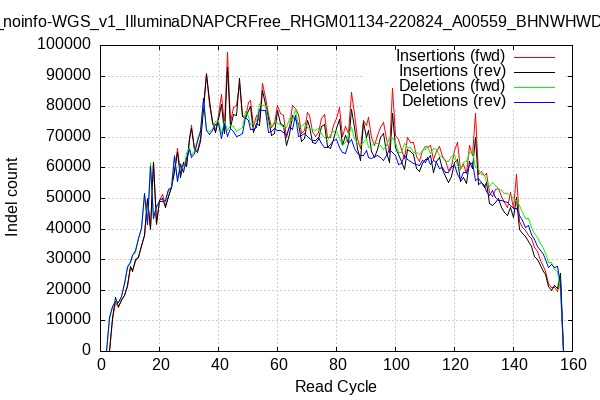 _noinfo-WGS_v1_IlluminaDNAPCRFree_RHGM01134-220824_A00559_BHNWHWD
100000
90000
80000
70000
60000
50000
40000
30000
20000
10000
0
Indel count
Insertions (fwd)
Insertions (rev)
Deletions (fwd)
Deletions (rev)
0 20 40 60 80 100 120 140 160
Read Cycle